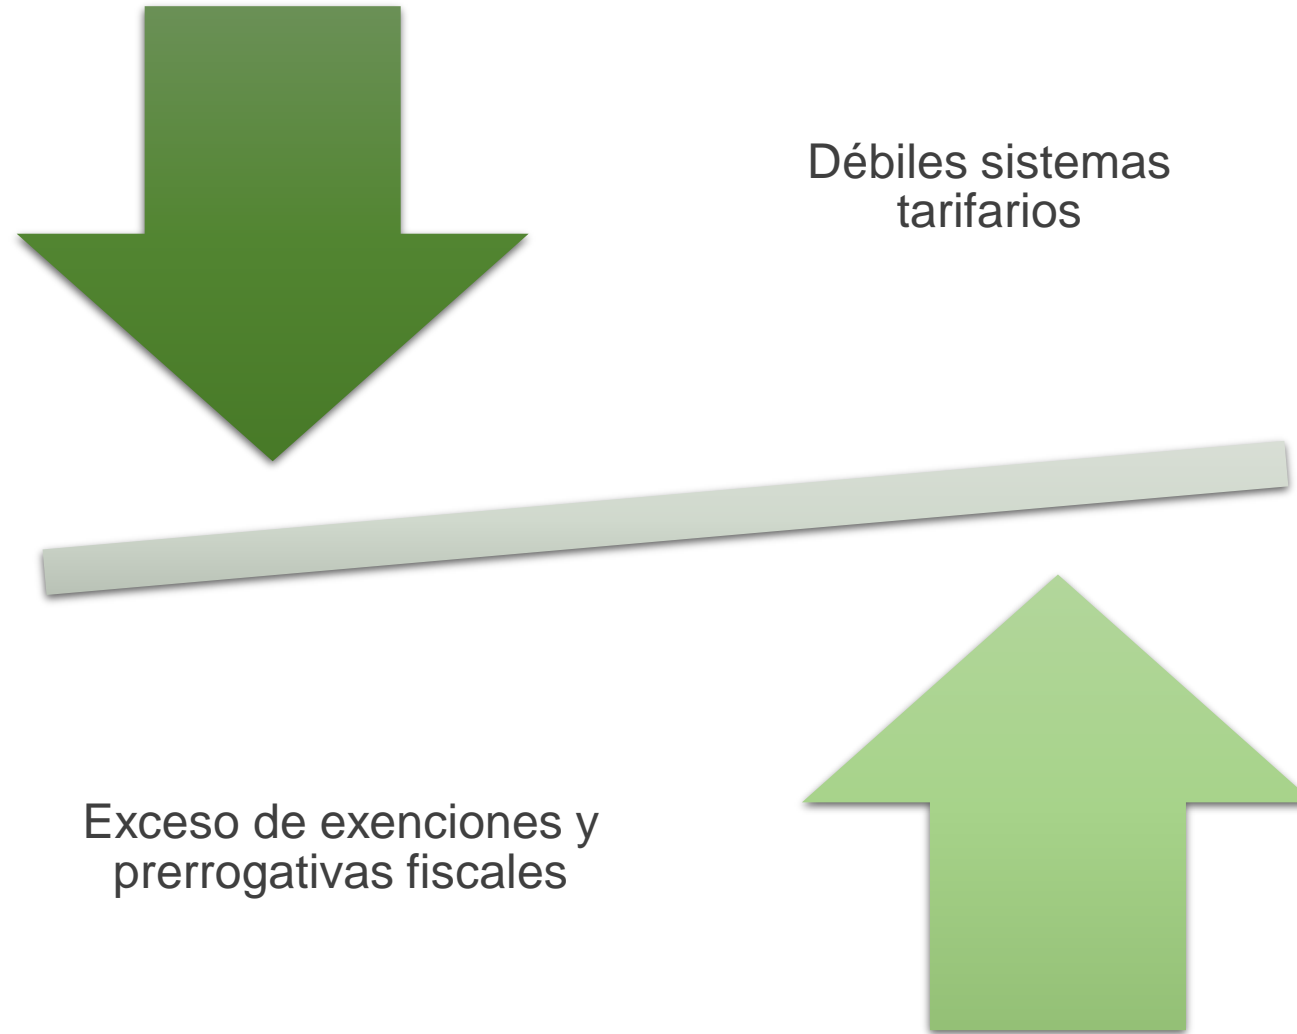 Débiles sistemas
tarifarios
Exceso de exenciones y
prerrogativas fiscales